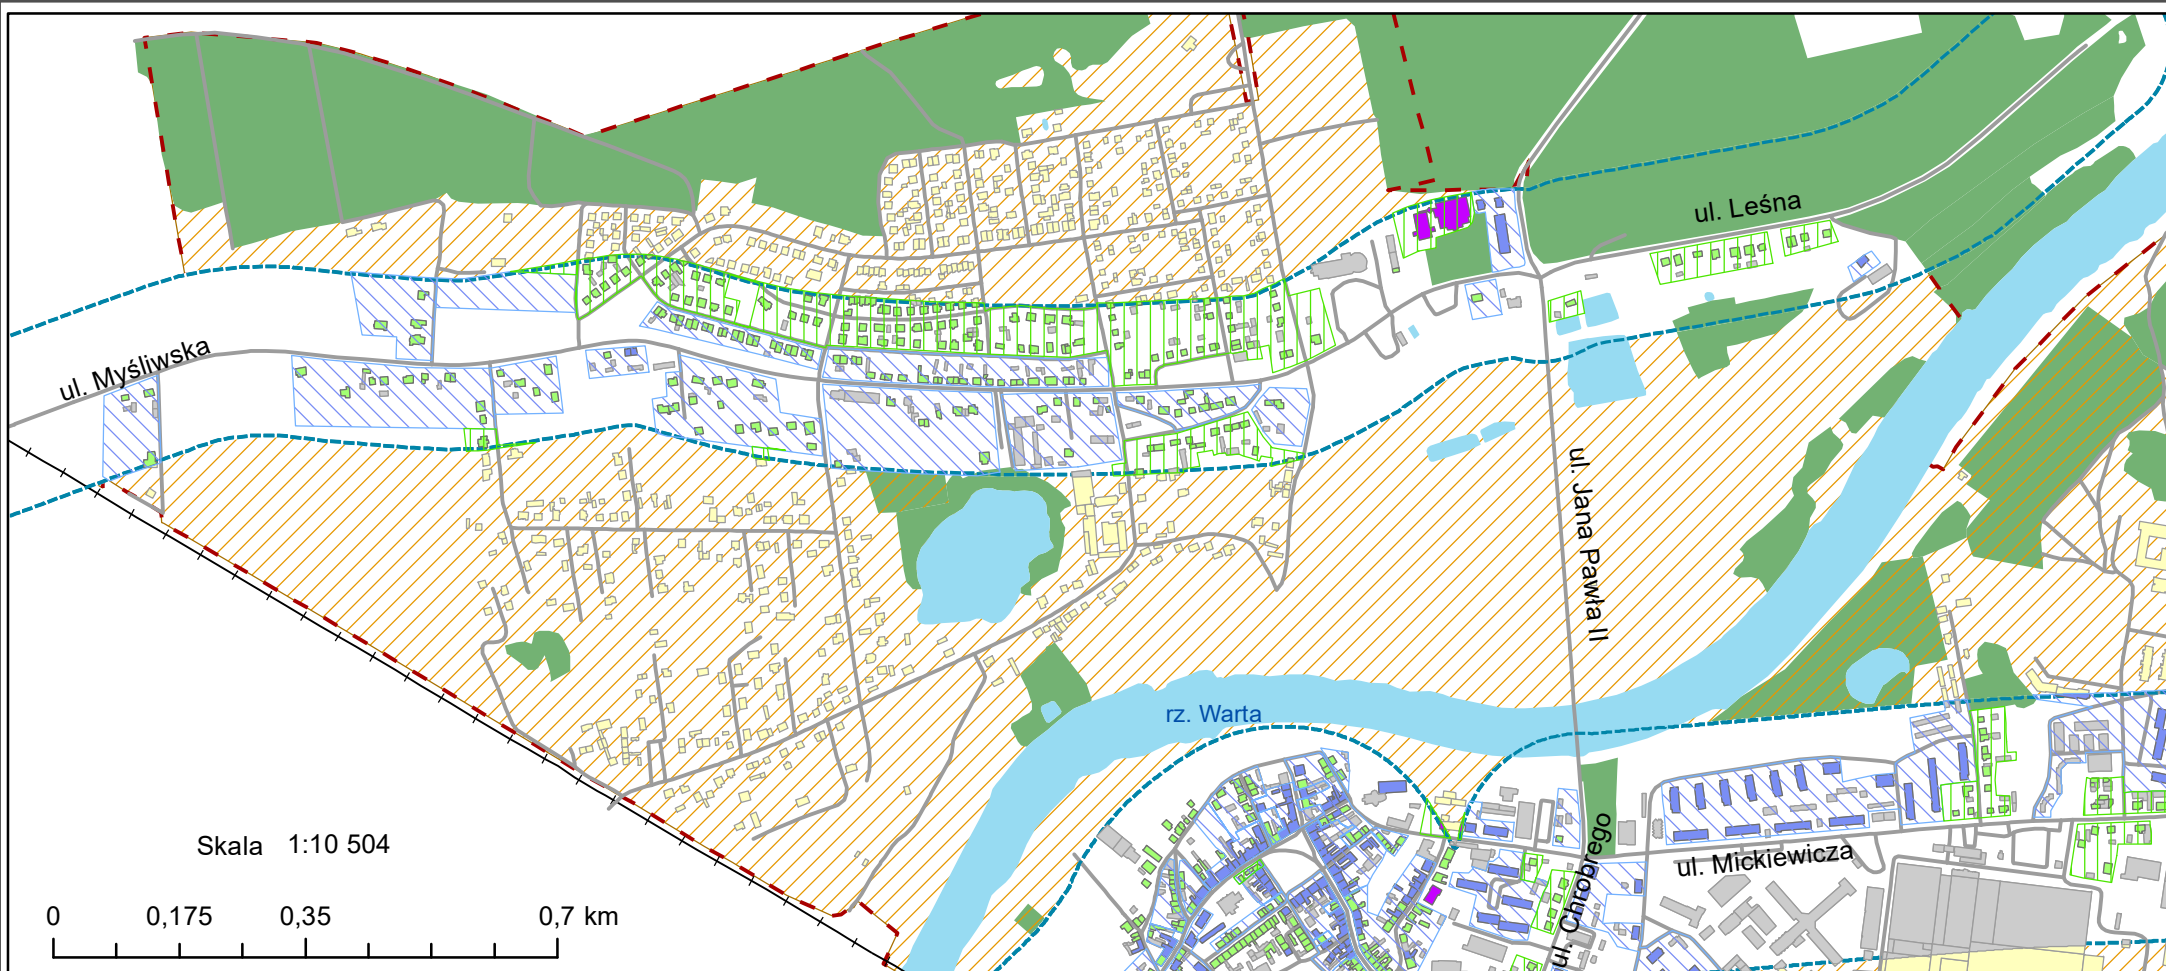 ul. Leśna
ul. Myśliwska
ul. Jana Pawła II
rz. Warta
ul. Mickiewicza
ul. Chrobrego
Skala 1:10 504
0 0,175 0,35 0,7 km